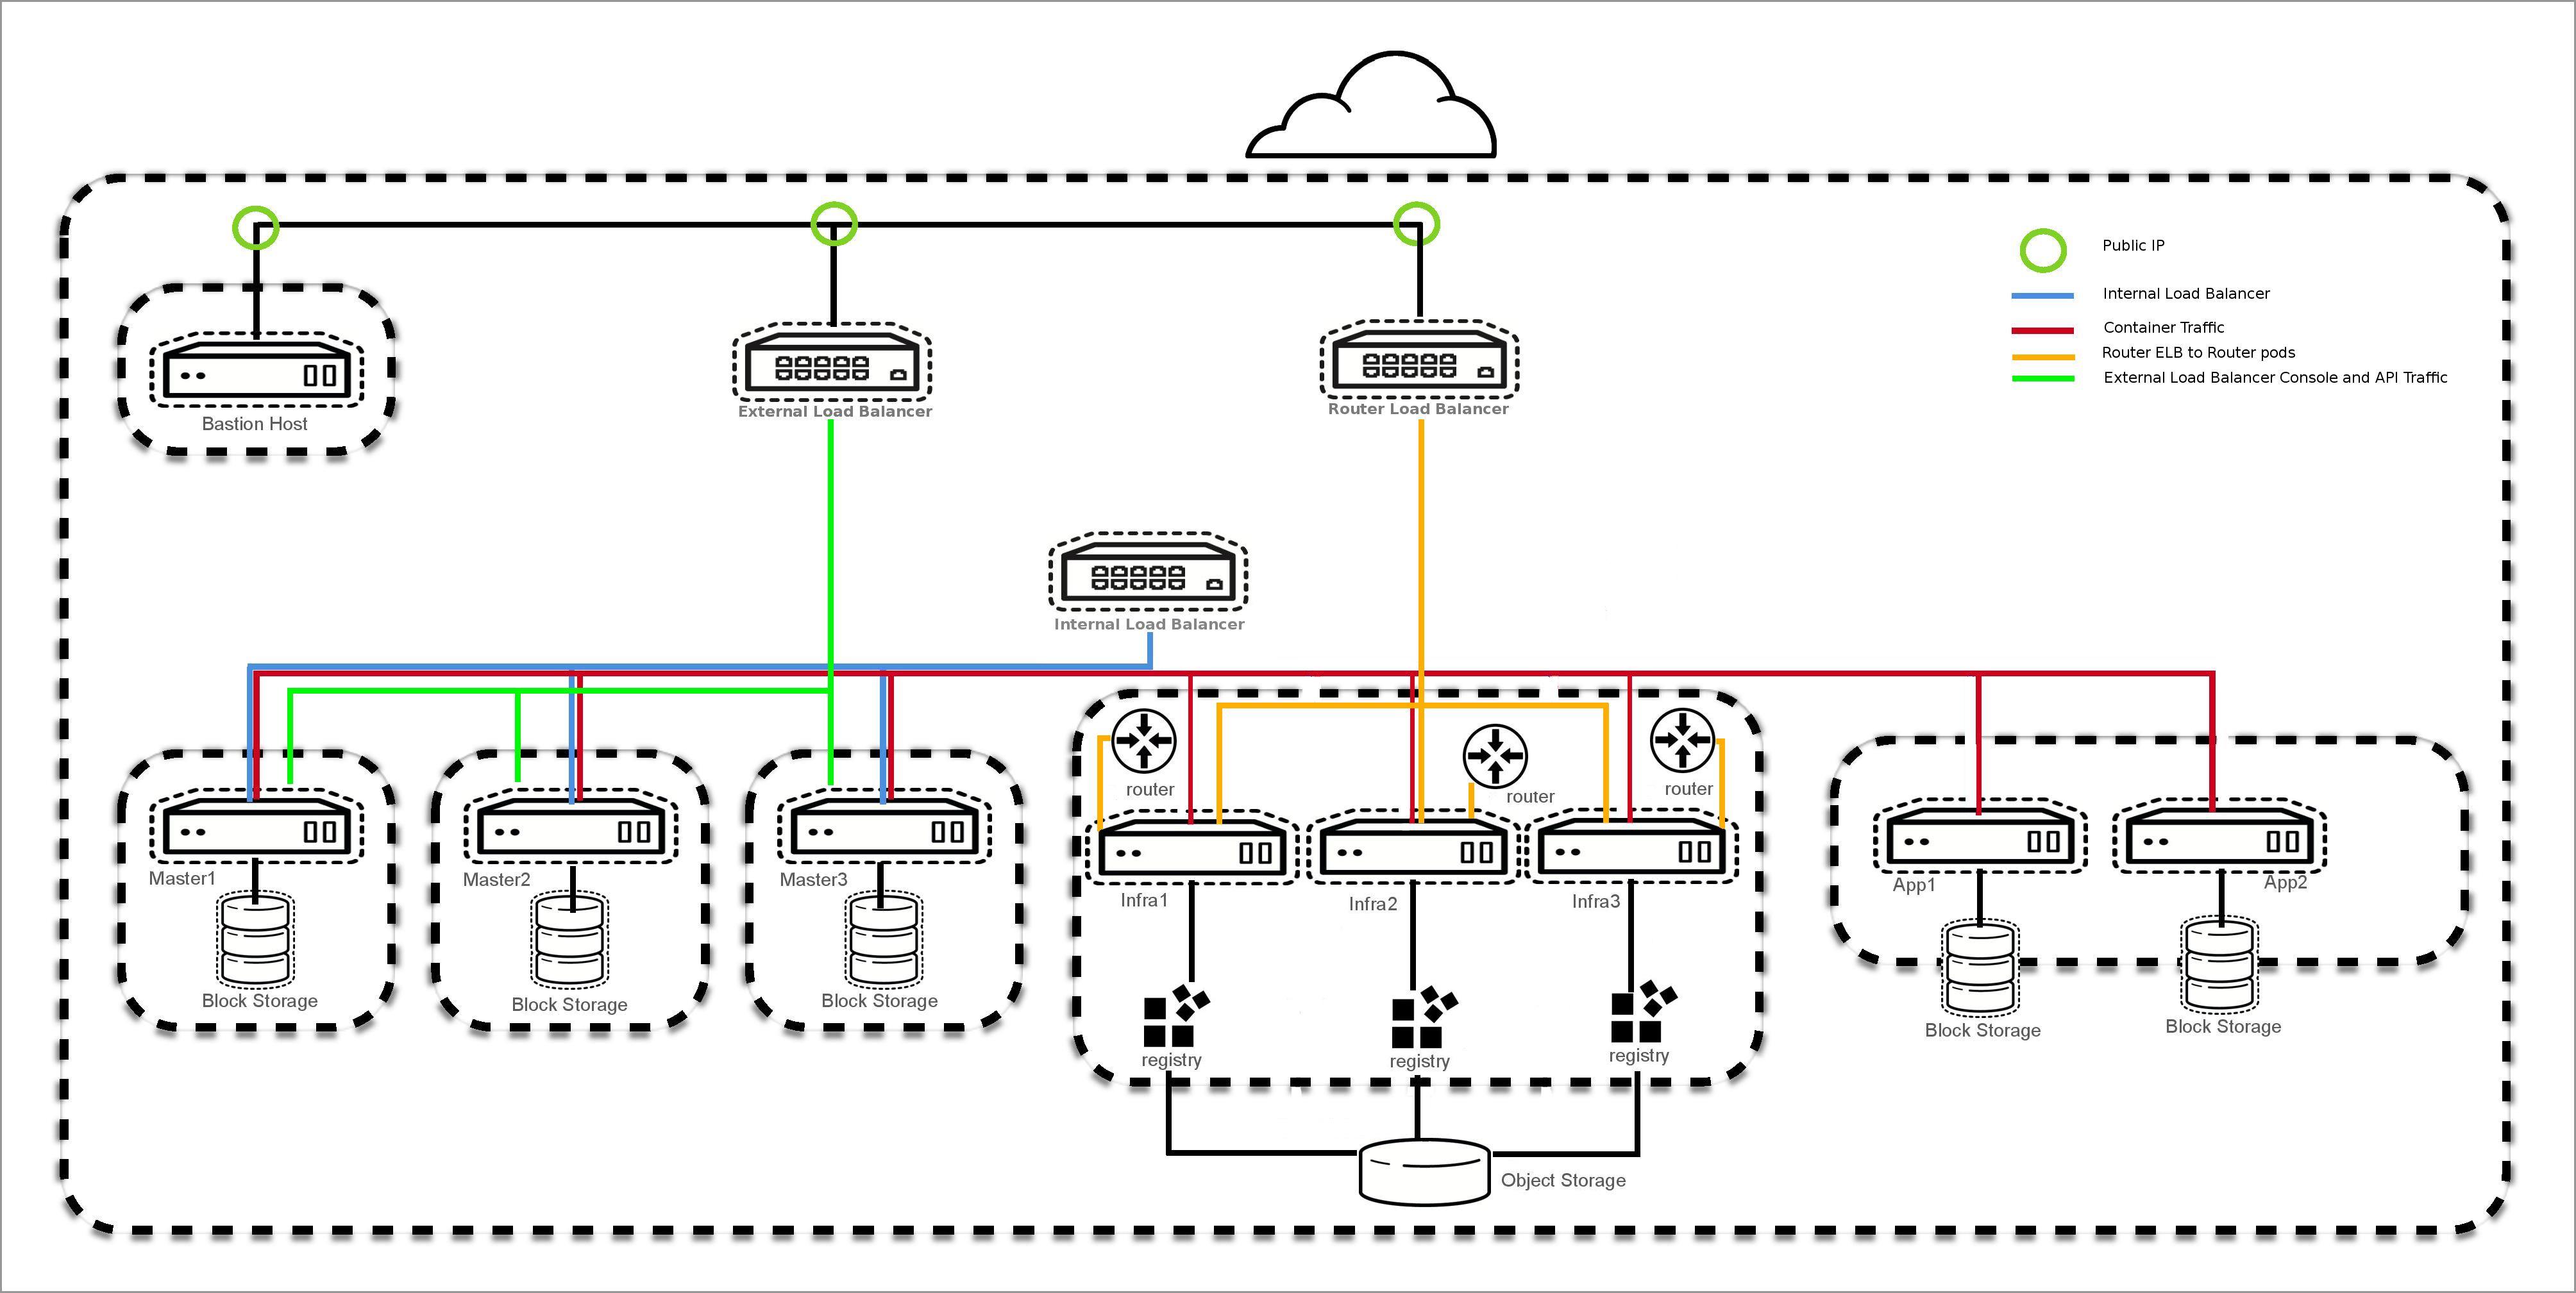 Public IP
Internal Load Balancer
Container Traffic
Router ELB to Router pods
External Load Balancer Console and API Traffic
Bastion Host
External Load Balancer
Router Load Balancer
Internal Load Balancer
router
router
router
Master1
Master2
Master3
Infra1
Infra2
Infra3
App1
App2
Block Storage
Block Storage
Block Storage
Block Storage
Block Storage
registry
registry
registry
Object Storage